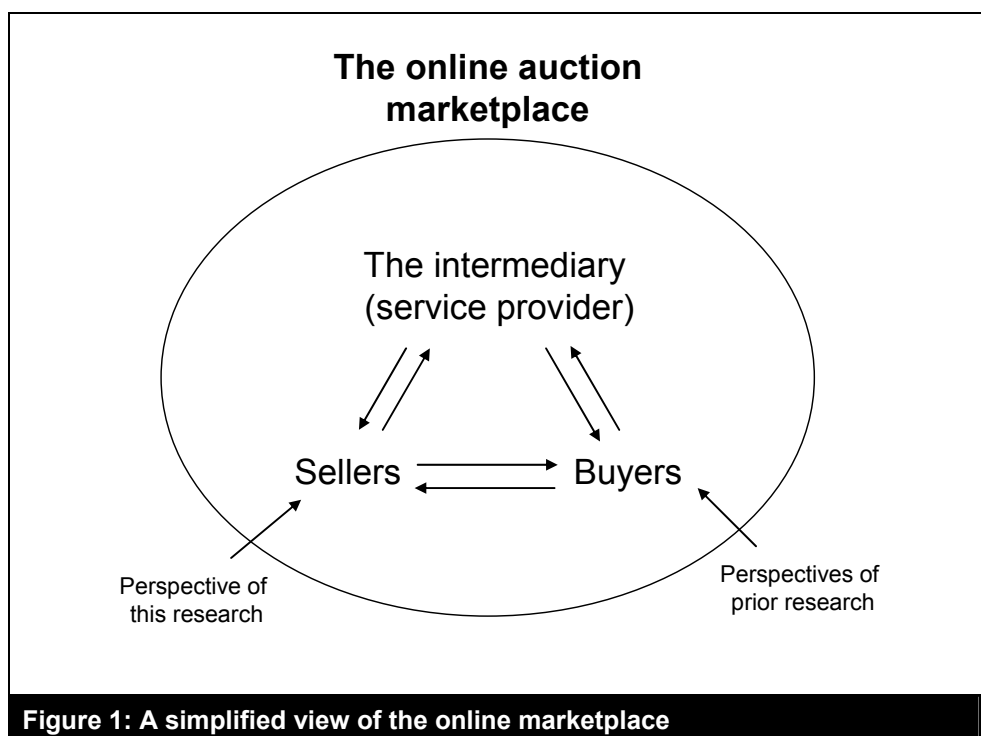 The online auction
marketplace
The intermediary
(service provider)
Sellers
Buyers
Perspective of
this research
Perspectives of
prior research
Figure 1: A simplified view of the online marketplace